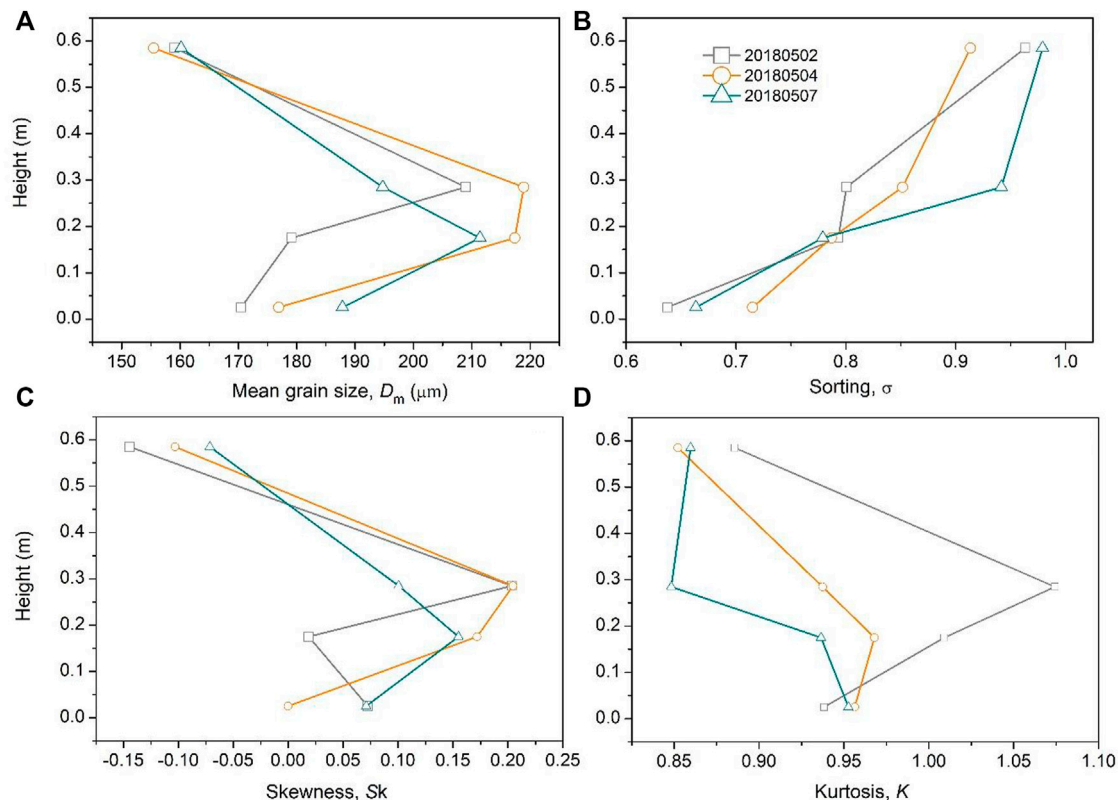 A
0.6
0.5
0.4
0.3
0.2
0.1
0.0
Height (m)
150 160 170 180 190 200 210 220
Mean grain size, Dm (μm)
B
20180502
20180504
20180507
0.6
0.5
0.4
0.3
0.2
0.1
0.0
Height (m)
0.6 0.7 0.8 0.9 1.0
Sorting, σ
C
0.6
0.5
0.4
0.3
0.2
0.1
0.0
Height (m)
-0.15 -0.10 -0.05 0.00 0.05 0.10 0.15 0.20 0.25
Skewness, Sk
D
0.6
0.5
0.4
0.3
0.2
0.1
0.0
Height (m)
0.85 0.90 0.95 1.00 1.05 1.10
Kurtosis, K